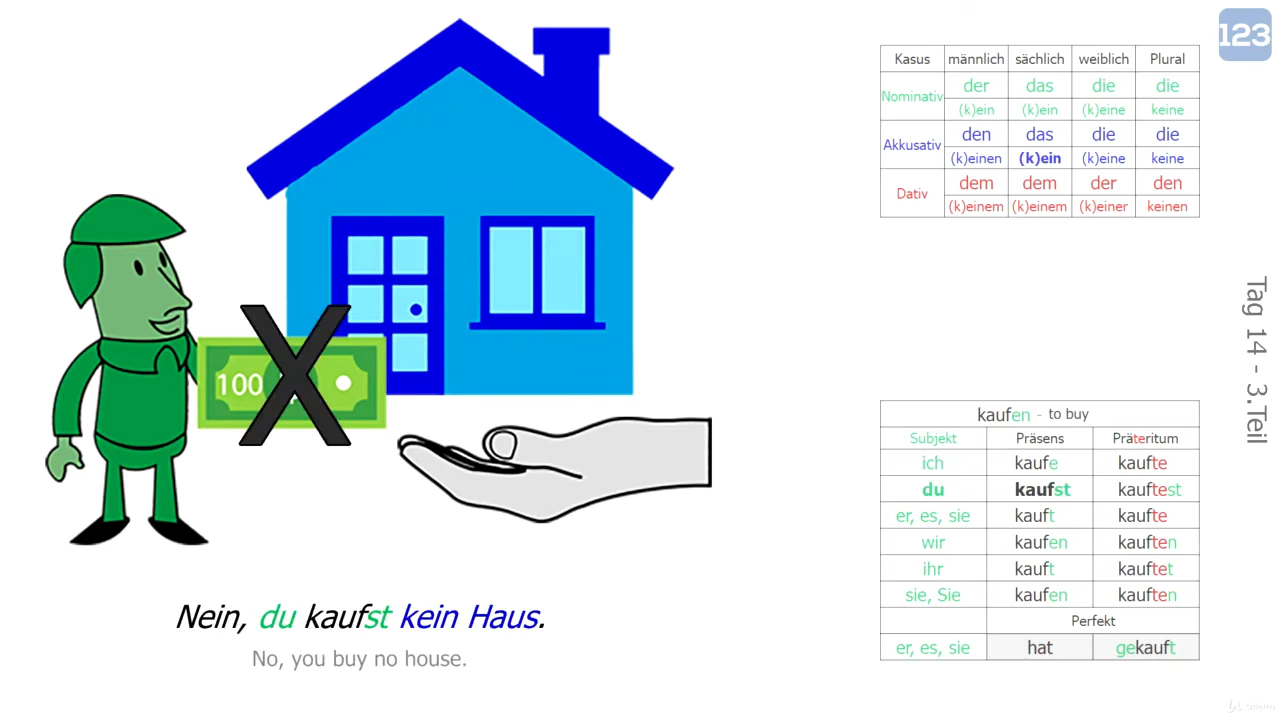 123
Kasus männlich sächlich weiblich Plural
Nominativ der das die die
(k)ein (k)ein (k)eine keine
Akkusativ den das die die
(k)einen (k)ein (k)eine keine
Dativ dem dem der den
(k)einem (k)einem (k)einer keinen
Tag 14 - 3.Teil
100
kaufen - to buy
Subjekt Präsens Präteritum
ich kaufe kaufte
du kaufst kauftest
er, es, sie kauft kaufte
wir kaufen kauften
ihr kauft kauftet
sie, Sie kaufen kauften
Perfekt
er, es, sie hat gekauft
Nein, du kaufst kein Haus.
No, you buy no house.